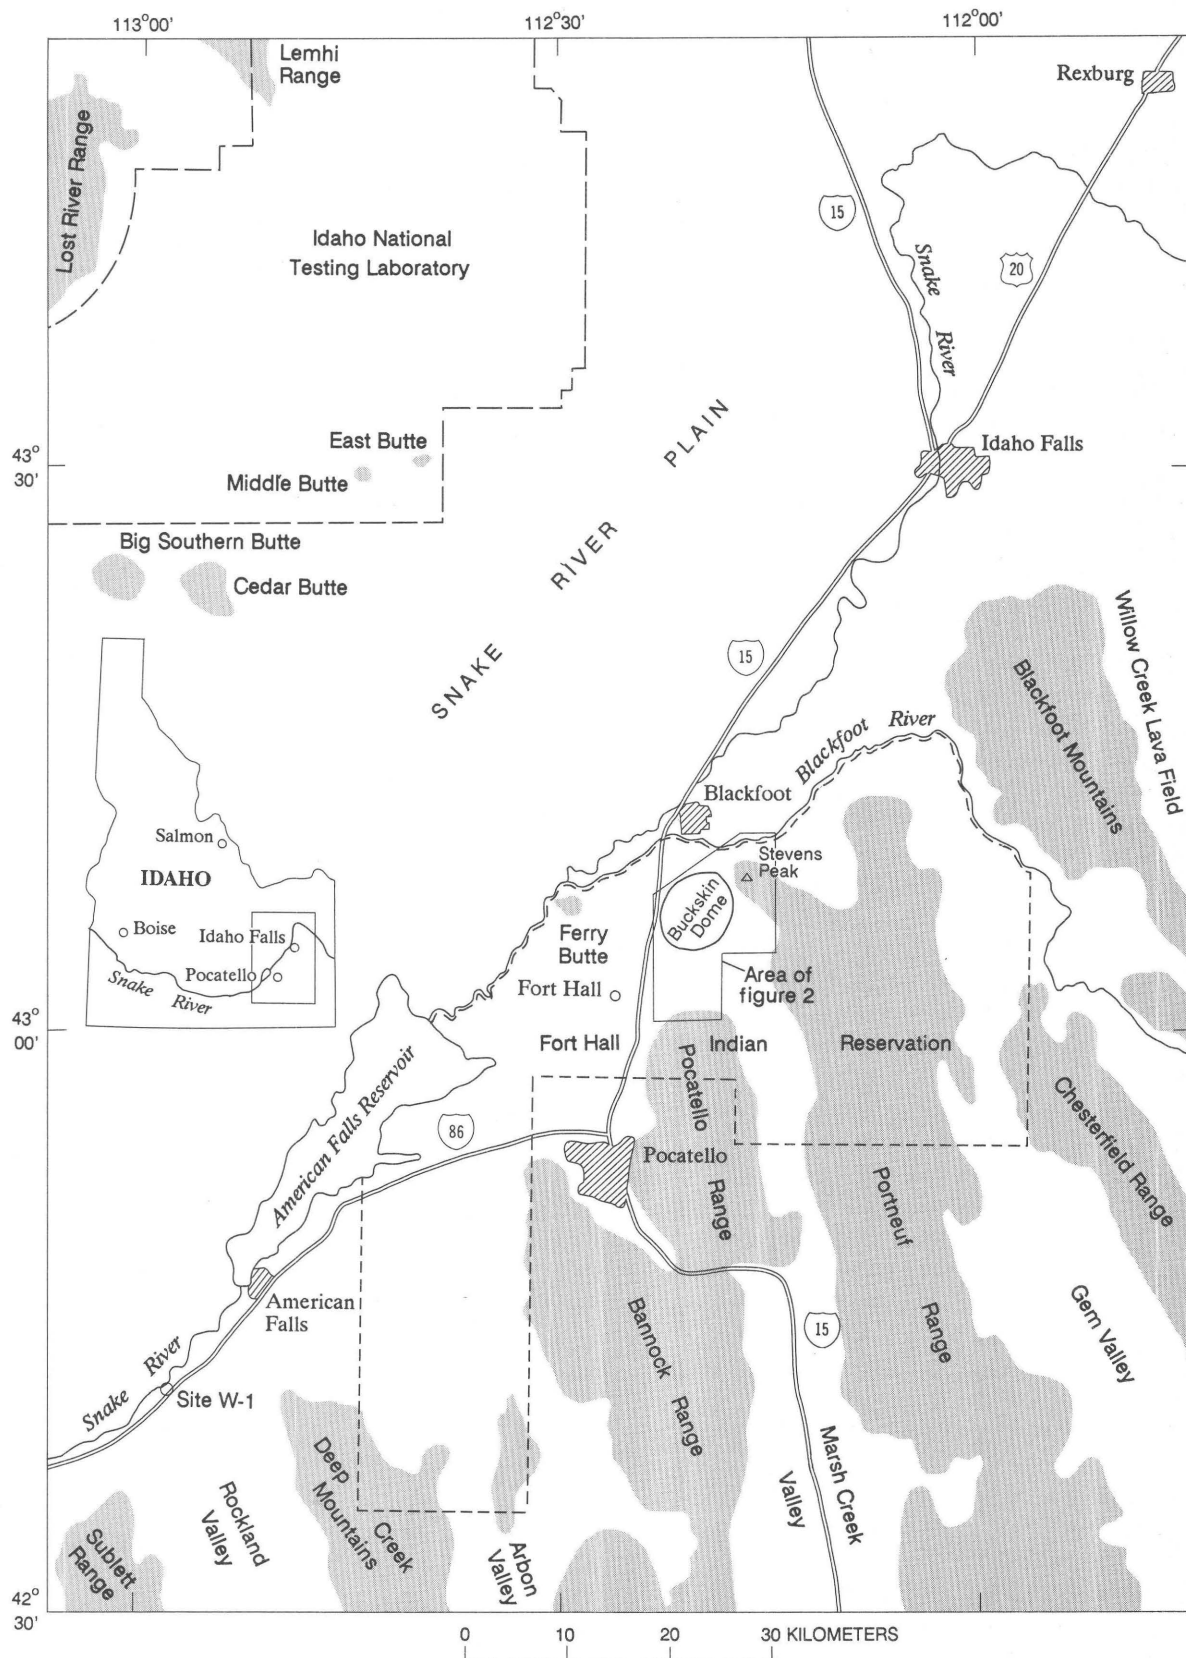 113°00'
112°30'
112°00'
Lemhi
Range
Rexburg
Lost River Range
15
Idaho National
Testing Laboratory
Snake
River
20
PLAIN
East Butte
43°
30'
Middle Butte
Idaho Falls
Big Southern Butte
Cedar Butte
RIVER
SNAKE
15
Willow Creek Lava Field
Blackfoot Mountains
Blackfoot River
Blackfoot
Salmon
IDAHO
Boise
Idaho Falls
Pocatello
Snake
River
Stevens
Peak
Buckskin
Dome
Ferry
Butte
Area of
figure 2
Fort Hall
43°
00'
Fort Hall Indian Reservation
American Falls Reservoir
86
Pocatello
Range
Pocatello
Chesterfield Range
Portneuf
Range
Gem Valley
American
Falls
Bannock
Range
15
Snake River
Site W-1
Marsh Creek
Valley
Deep
Creek
Mountains
Rockland
Valley
Arbon
Valley
Sublett
Range
42°
30'
0 10 20 30 KILOMETERS